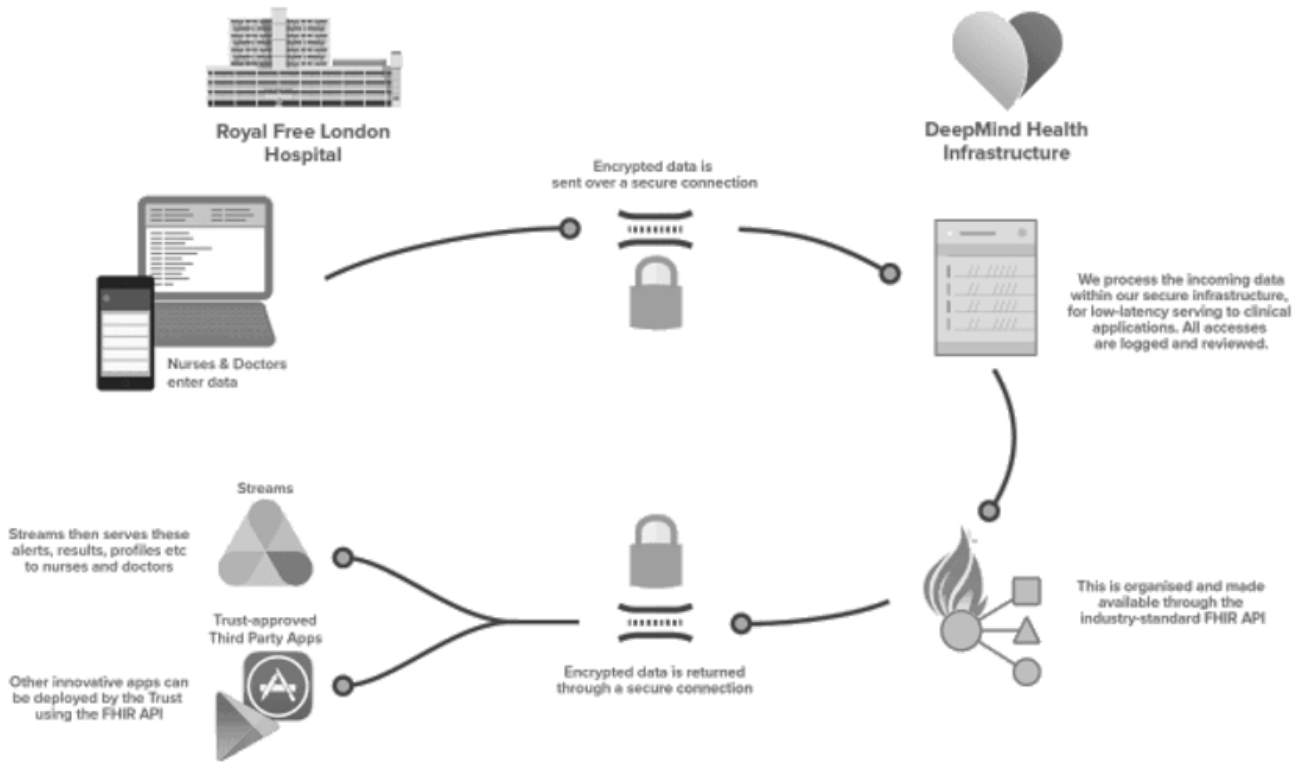 Royal Free London
Hospital
DeepMind Health
Infrastructure
Encrypted data is
sent over a secure connection
Nurses & Doctors
enter data
We process the incoming data
within our secure infrastructure,
for low-latency serving to clinical
applications. All accesses
are logged and reviewed.
Streams
Streams then serves these
alerts, results, profiles etc
to nurses and doctors
This is organised and made
available through the
industry-standard FHIR API
Trust-approved
Third Party Apps
Encrypted data is returned
through a secure connection
Other innovative apps can
be deployed by the Trust
using the FHIR API